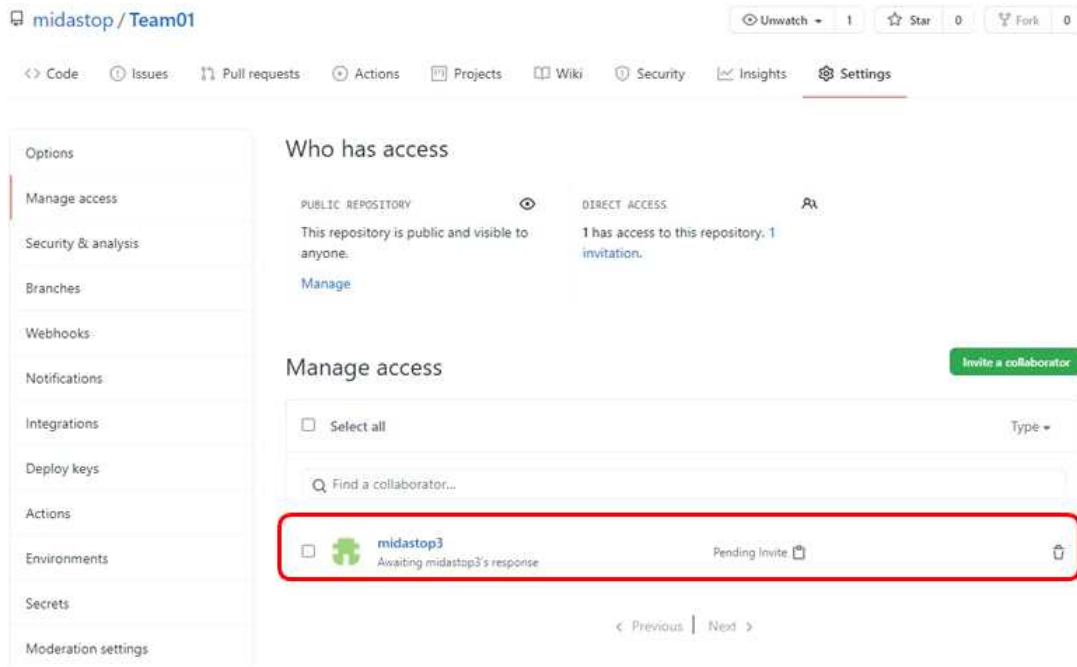 midastop / Team01
Unwatch 1 Star 0 Fork 0
Code Issues Pull requests Actions Projects Wiki Security Insights Settings
Options
Manage access
Security & analysis
Branches
Webhooks
Notifications
Integrations
Deploy keys
Actions
Environments
Secrets
Moderation settings
Who has access
PUBLIC REPOSITORY
This repository is public and visible to
anyone.
Manage
DIRECT ACCESS
1 has access to this repository. 1
invitation.
Manage access
Invite a collaborator
Select all
Type
Find a collaborator...
midastop3
Awaiting midastop3's response
Pending Invite
< Previous | Next >